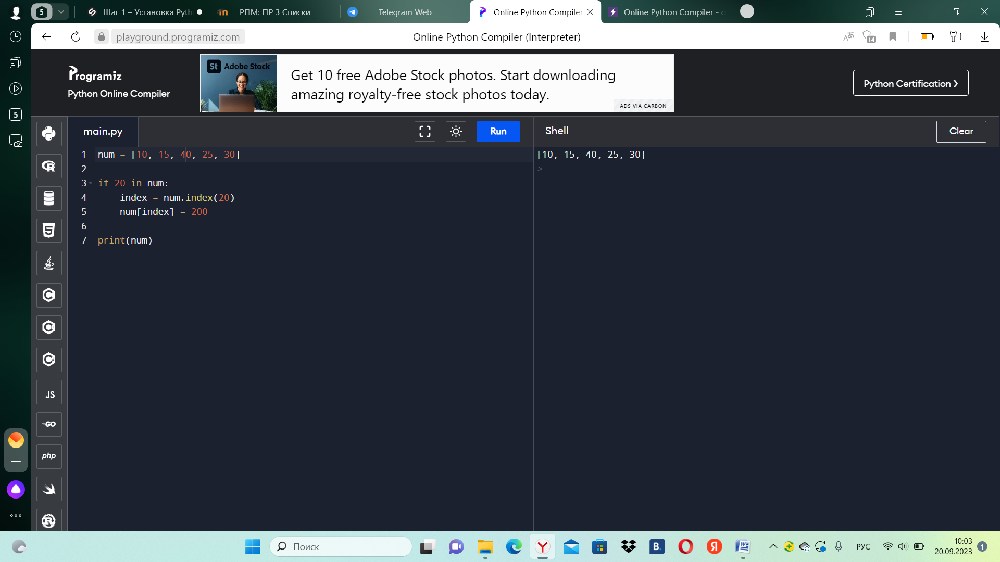 5
Шаг 1 – Установка Pyth
РПМ: ПР 3 Списки
Telegram Web
Online Python Compiler
Online Python Compiler - o
playground.programiz.com
Online Python Compiler (Interpreter)
14
Programiz
Python Online Compiler
St Adobe Stock
Get 10 free Adobe Stock photos. Start downloading
amazing royalty-free stock photos today.
ADS VIA CARBON
Python Certification ❯
5
main.py
Run
Shell
Clear
1 num = [10, 15, 40, 25, 30]
2
3 if 20 in num:
4 index = num.index(20)
5 num[index] = 200
6
7 print(num)
[10, 15, 40, 25, 30]
>
JS
GO
php
Поиск
РУС
10:03
20.09.2023
1